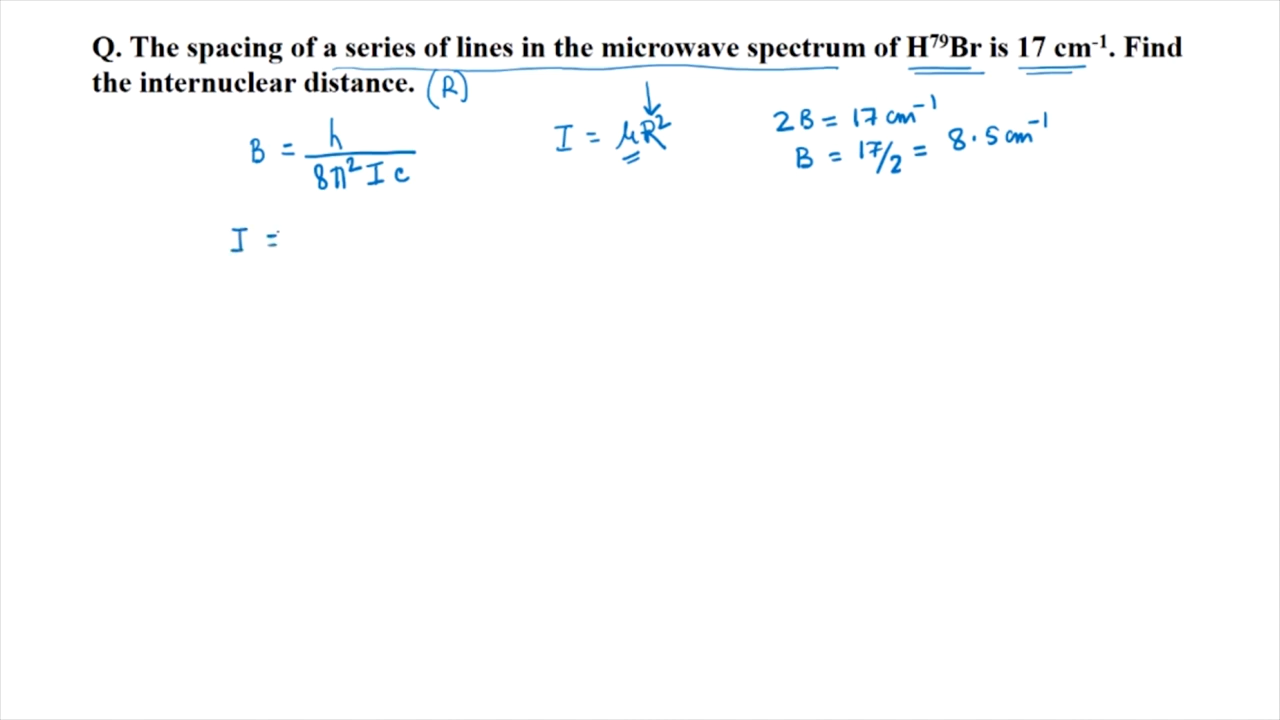 Q. The spacing of a series of lines in the microwave spectrum of H⁷⁹Br is 17 cm⁻¹. Find
the internuclear distance. (R)
B = h / 8π² I c
I = μR²
2B = 17 cm⁻¹
B = 17/2 = 8.5 cm⁻¹
I =